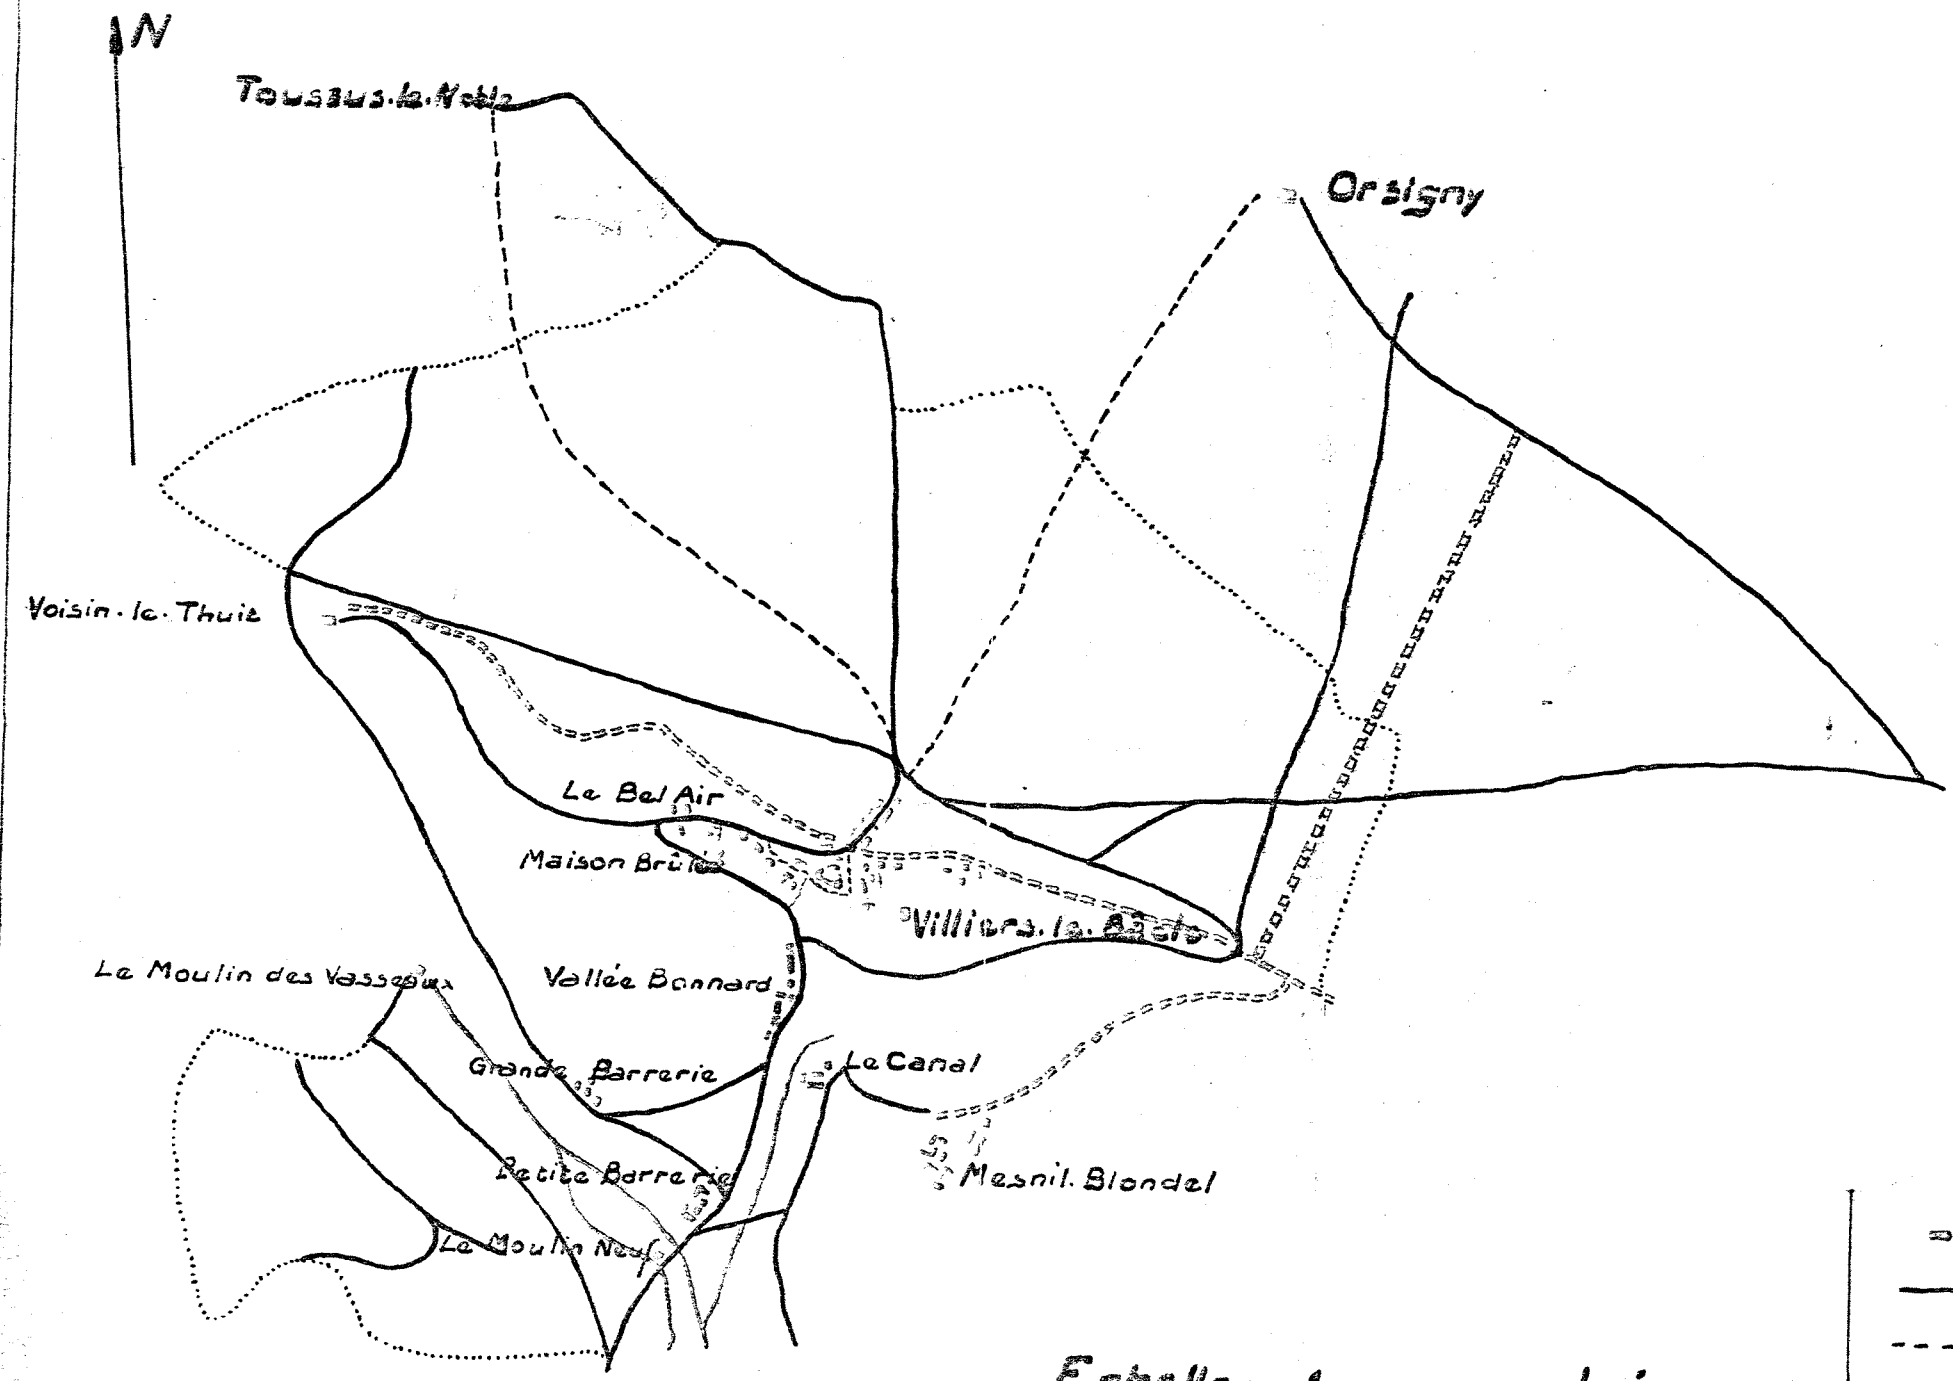 N
Toussus.le.Noble
Orsigny
Voisin.le.Thuit
Le Bel Air
Maison Brûlée
Villiers.le.Bâcle
Le Moulin des Vasseaux
Vallée Bonnard
Grande Barrerie
Le Canal
Petite Barrerie
Mesnil.Blondel
Le Moulin Neuf